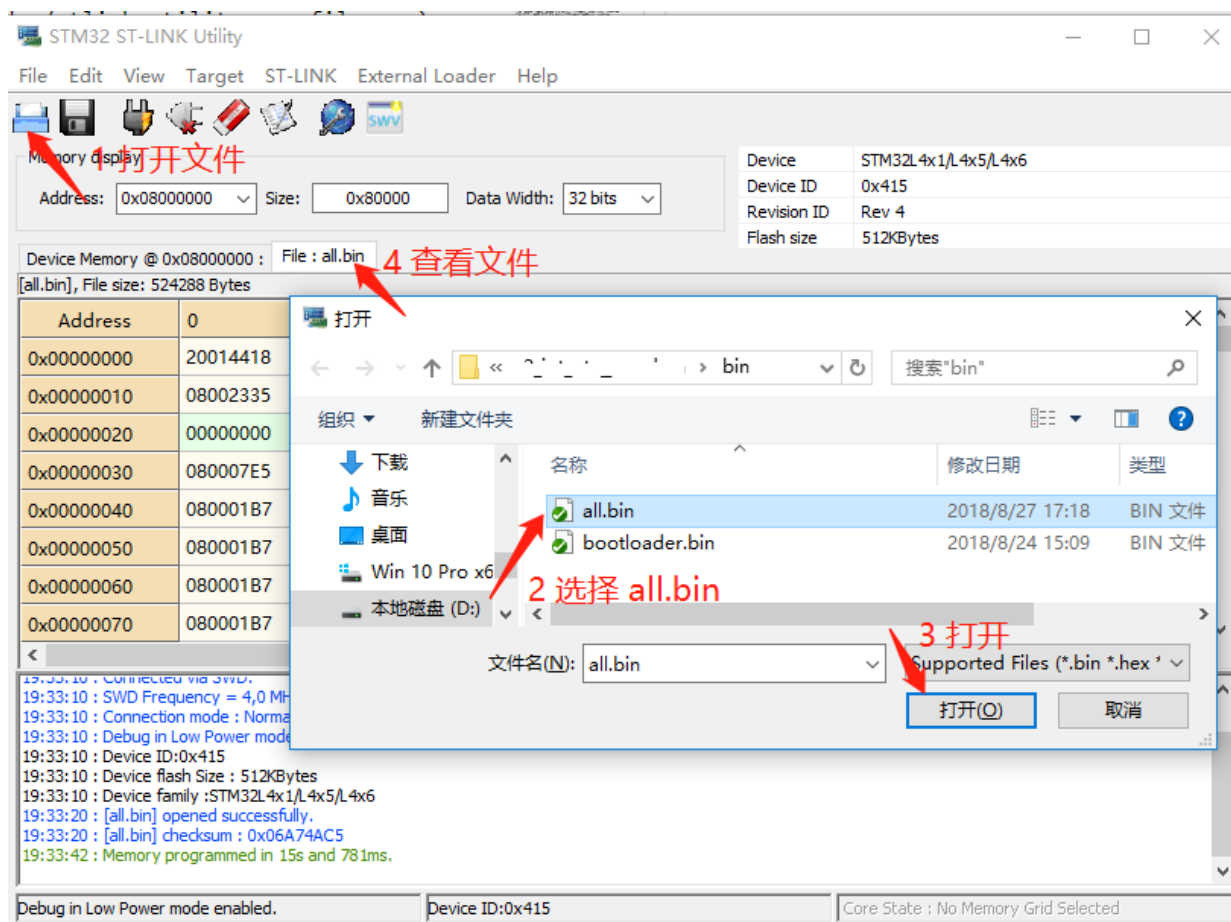 STM32 ST-LINK Utility
File Edit View Target ST-LINK External Loader Help
SWV
1 打开文件
Memory display
Address: 0x08000000 Size: 0x80000 Data Width: 32 bits
Device STM32L4x1/L4x5/L4x6
Device ID 0x415
Revision ID Rev 4
Flash size 512KBytes
Device Memory @ 0x08000000 : File : all.bin
4 查看文件
[all.bin], File size: 524288 Bytes
Address 0
0x00000000 20014418
0x00000010 08002335
0x00000020 00000000
0x00000030 080007E5
0x00000040 080001B7
0x00000050 080001B7
0x00000060 080001B7
0x00000070 080001B7
打开
« › bin
搜索"bin"
组织 新建文件夹
下载
音乐
桌面
Win 10 Pro x6
本地磁盘 (D:)
名称 修改日期 类型
all.bin 2018/8/27 17:18 BIN 文件
bootloader.bin 2018/8/24 15:09 BIN 文件
2 选择 all.bin
3 打开
文件名(N): all.bin Supported Files (*.bin *.hex *
打开(O) 取消
19:33:10 : Connected via SWD.
19:33:10 : SWD Frequency = 4,0 MH
19:33:10 : Connection mode : Norma
19:33:10 : Debug in Low Power mode
19:33:10 : Device ID:0x415
19:33:10 : Device flash Size : 512KBytes
19:33:10 : Device family :STM32L4x1/L4x5/L4x6
19:33:20 : [all.bin] opened successfully.
19:33:20 : [all.bin] checksum : 0x06A74AC5
19:33:42 : Memory programmed in 15s and 781ms.
Debug in Low Power mode enabled. Device ID:0x415 Core State : No Memory Grid Selected